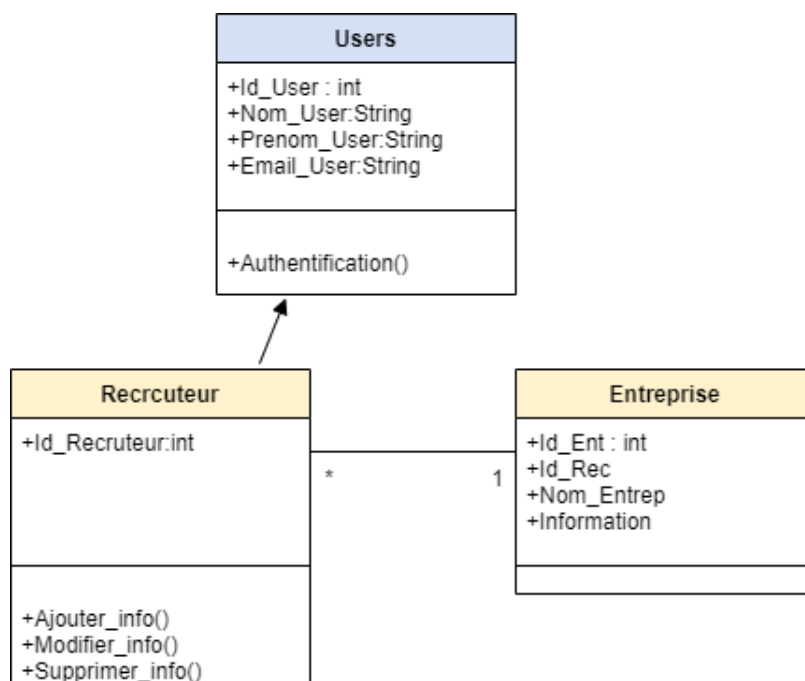 Users
+Id_User : int
+Nom_User:String
+Prenom_User:String
+Email_User:String
+Authentification()
Recrcuteur
+Id_Recruteur:int
+Ajouter_info()
+Modifier_info()
+Supprimer_info()
*
1
Entreprise
+Id_Ent : int
+Id_Rec
+Nom_Entrep
+Information